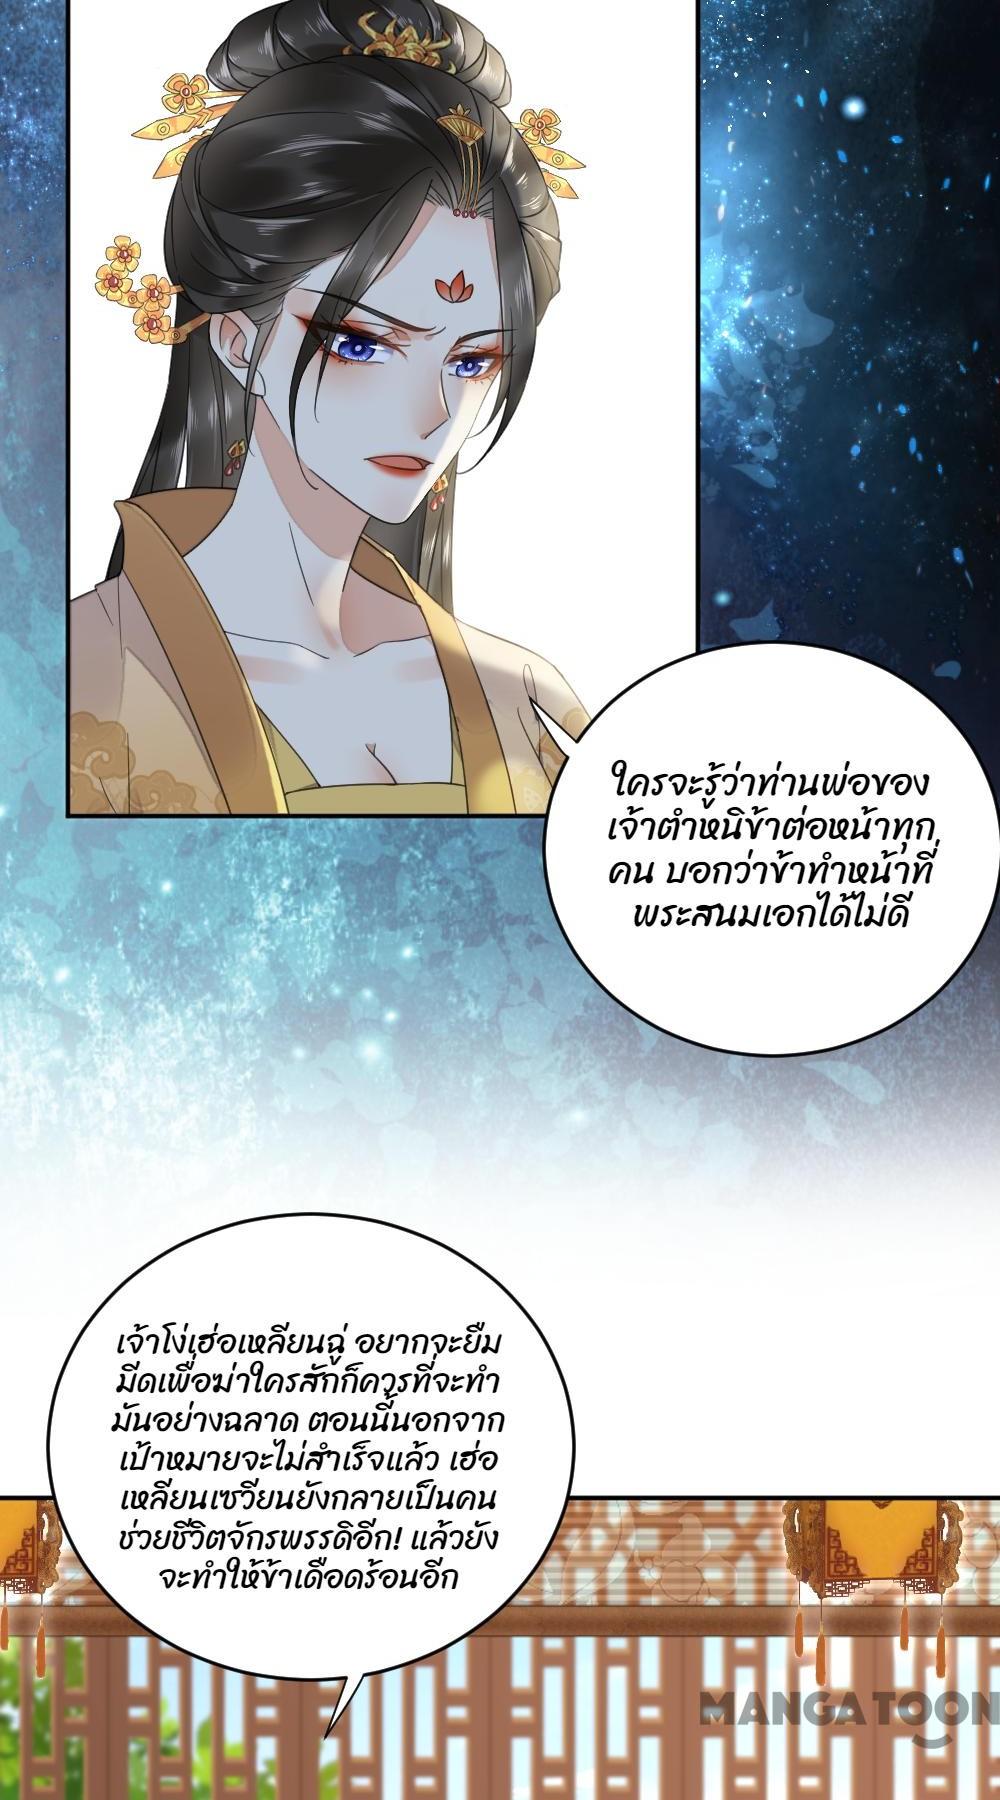 ใครจะรู้ว่าท่านพ่อของ
เจ้าตำหนิข้าต่อหน้าทุก
คน บอกว่าข้าทำหน้าที่
พระสนมเอกได้ไม่ดี
เจ้าโง่เฮ่อเหลียนฉู่ อยากจะยืม
มีดเพื่อฆ่าใครสักก็ควรที่จะทำ
มันอย่างฉลาด ตอนนี้นอกจาก
เป้าหมายจะไม่สำเร็จแล้ว เฮ่อ
เหลียนเซวียนยังกลายเป็นคน
ช่วยชีวิตจักรพรรดิอีก! แล้วยัง
จะทำให้ข้าเดือดร้อนอีก
MANGATOON